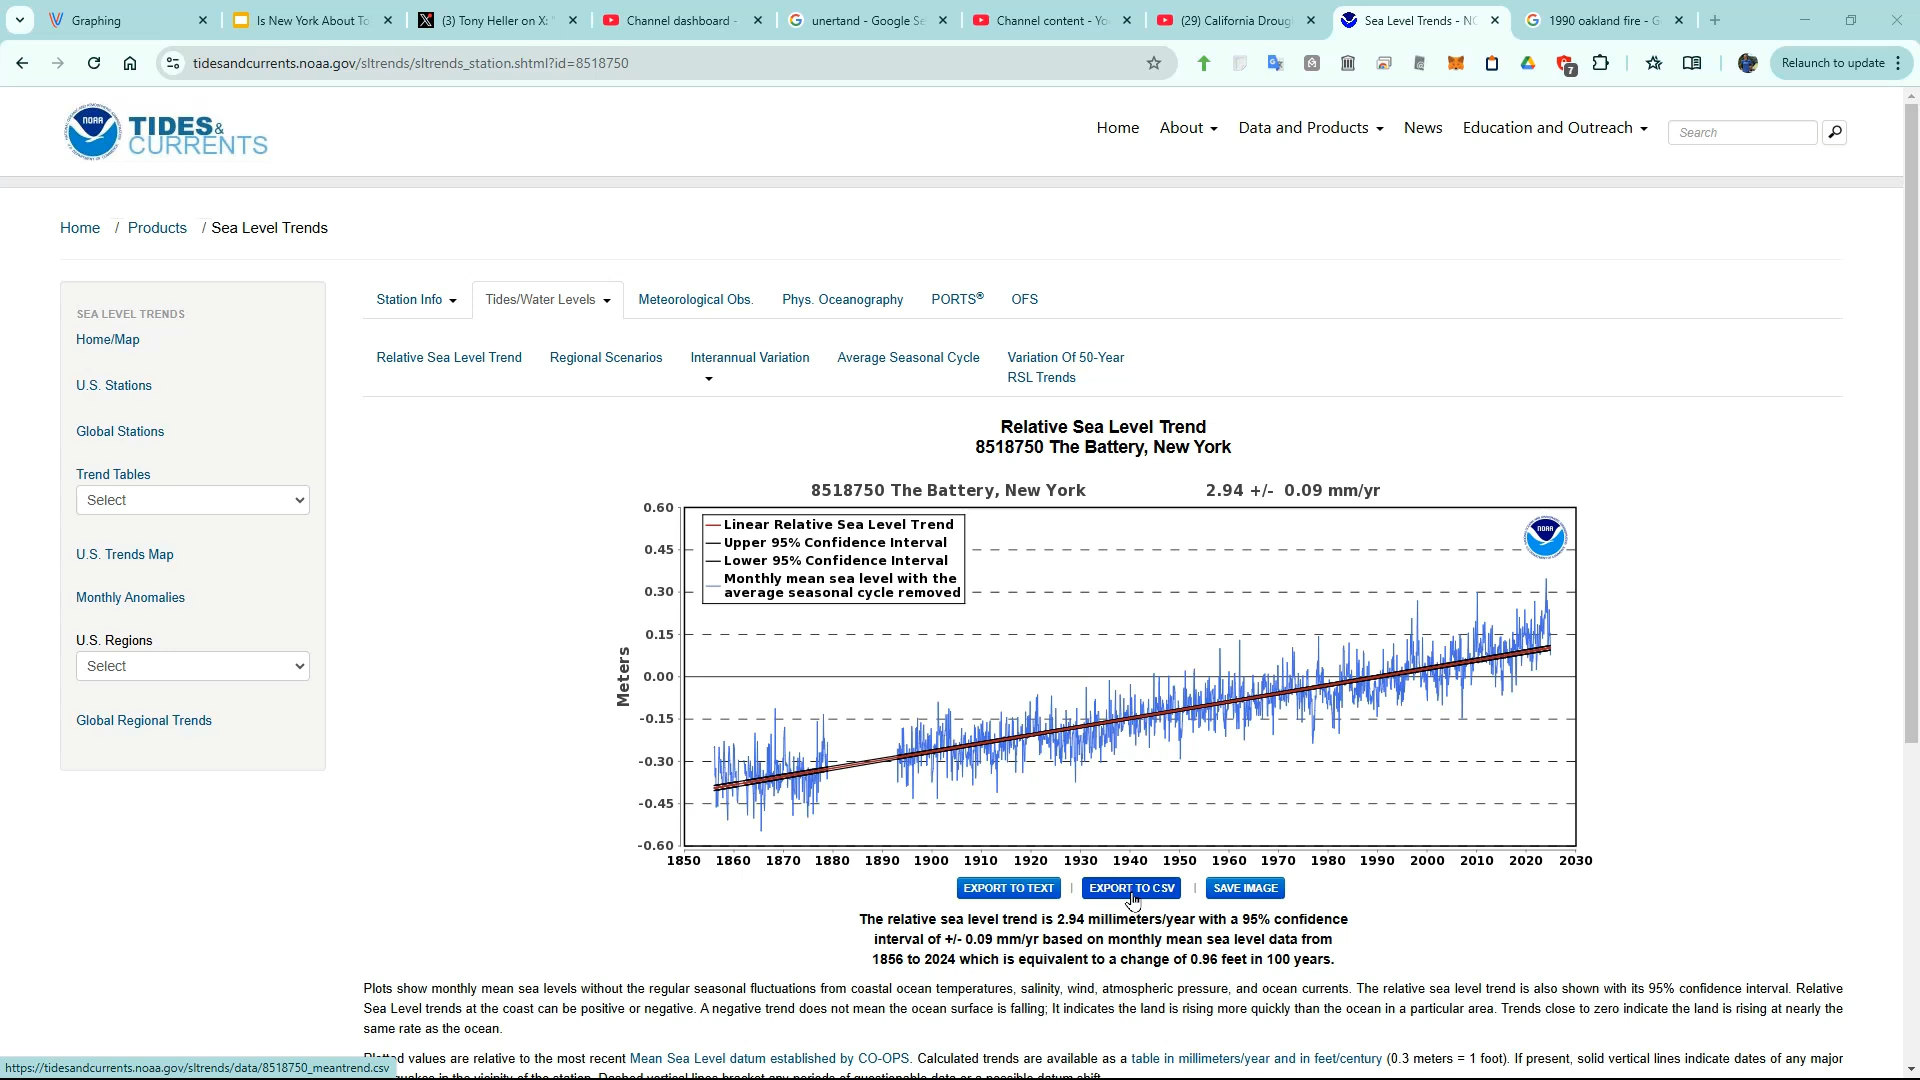 Graphing
Is New York About To
(3) Tony Heller on X:
Channel dashboard -
unertand - Google Se
Channel content - Yo
(29) California Droug
Sea Level Trends - NO
1990 oakland fire - G
tidesandcurrents.noaa.gov/sltrends/sltrends_station.shtml?id=8518750
7
Relaunch to update
NOAA
TIDES &
CURRENTS
Home
About
Data and Products
News
Education and Outreach
Search
Home / Products / Sea Level Trends
SEA LEVEL TRENDS
Home/Map
U.S. Stations
Global Stations
Trend Tables
Select
U.S. Trends Map
Monthly Anomalies
U.S. Regions
Select
Global Regional Trends
Station Info
Tides/Water Levels
Meteorological Obs.
Phys. Oceanography
PORTS®
OFS
Relative Sea Level Trend
Regional Scenarios
Interannual Variation
Average Seasonal Cycle
Variation Of 50-Year
RSL Trends
Relative Sea Level Trend
8518750 The Battery, New York
8518750 The Battery, New York 2.94 +/- 0.09 mm/yr
Linear Relative Sea Level Trend
Upper 95% Confidence Interval
Lower 95% Confidence Interval
Monthly mean sea level with the
average seasonal cycle removed
NOAA
Meters
0.60
0.45
0.30
0.15
0.00
-0.15
-0.30
-0.45
-0.60
1850 1860 1870 1880 1890 1900 1910 1920 1930 1940 1950 1960 1970 1980 1990 2000 2010 2020 2030
EXPORT TO TEXT | EXPORT TO CSV | SAVE IMAGE
The relative sea level trend is 2.94 millimeters/year with a 95% confidence
interval of +/- 0.09 mm/yr based on monthly mean sea level data from
1856 to 2024 which is equivalent to a change of 0.96 feet in 100 years.
Plots show monthly mean sea levels without the regular seasonal fluctuations from coastal ocean temperatures, salinity, wind, atmospheric pressure, and ocean currents. The relative sea level trend is also shown with its 95% confidence interval. Relative
Sea Level trends at the coast can be positive or negative. A negative trend does not mean the ocean surface is falling; It indicates the land is rising more quickly than the ocean in a particular area. Trends close to zero indicate the land is rising at nearly the
same rate as the ocean.
values are relative to the most recent Mean Sea Level datum established by CO-OPS. Calculated trends are available as a table in millimeters/year and in feet/century (0.3 meters = 1 foot). If present, solid vertical lines indicate dates of any major
https://tidesandcurrents.noaa.gov/sltrends/data/8518750_meantrend.csv